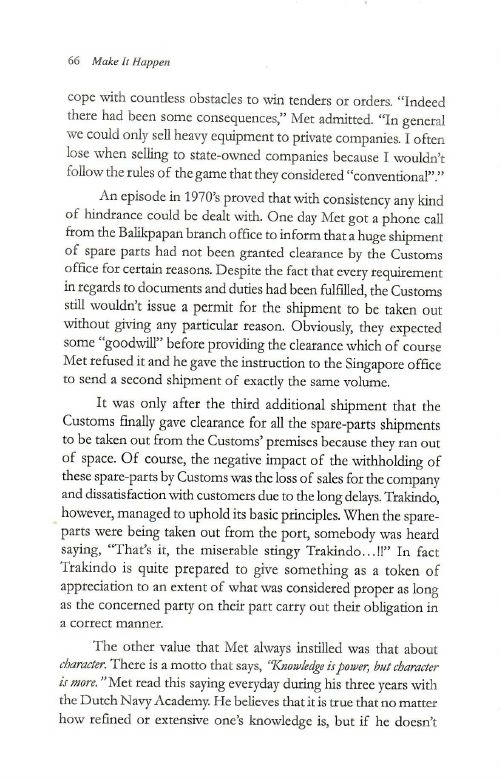 66 Make It Happen
cope with countless obstacles to win tenders or orders. “Indeed
there had been some consequences,” Met admitted. “In general
we could only sell heavy equipment to private companies. I often
lose when selling to state-owned companies because I wouldn’t
follow the rules of the game that they considered “conventional”.”
An episode in 1970’s proved that with consistency any kind
of hindrance could be dealt with. One day Met got a phone call
from the Balikpapan branch office to inform that a huge shipment
of spare parts had not been granted clearance by the Customs
office for certain reasons. Despite the fact that every requirement
in regards to documents and duties had been fulfilled, the Customs
still wouldn’t issue a permit for the shipment to be taken out
without giving any particular reason. Obviously, they expected
some “goodwill” before providing the clearance which of course
Met refused it and he gave the instruction to the Singapore office
to send a second shipment of exactly the same volume.
It was only after the third additional shipment that the
Customs finally gave clearance for all the spare-parts shipments
to be taken out from the Customs’ premises because they ran out
of space. Of course, the negative impact of the withholding of
these spare-parts by Customs was the loss of sales for the company
and dissatisfaction with customers due to the long delays. Trakindo,
however, managed to uphold its basic principles. When the spare-
parts were being taken out from the port, somebody was heard
saying, “That’s it, the miserable stingy Trakindo...!!” In fact
Trakindo is quite prepared to give something as a token of
appreciation to an extent of what was considered proper as long
as the concerned party on their part carry out their obligation in
a correct manner.
The other value that Met always instilled was that about
character. There is a motto that says, “Knowledge is power, but character
is more.” Met read this saying everyday during his three years with
the Dutch Navy Academy. He believes that it is true that no matter
how refined or extensive one’s knowledge is, but if he doesn’t